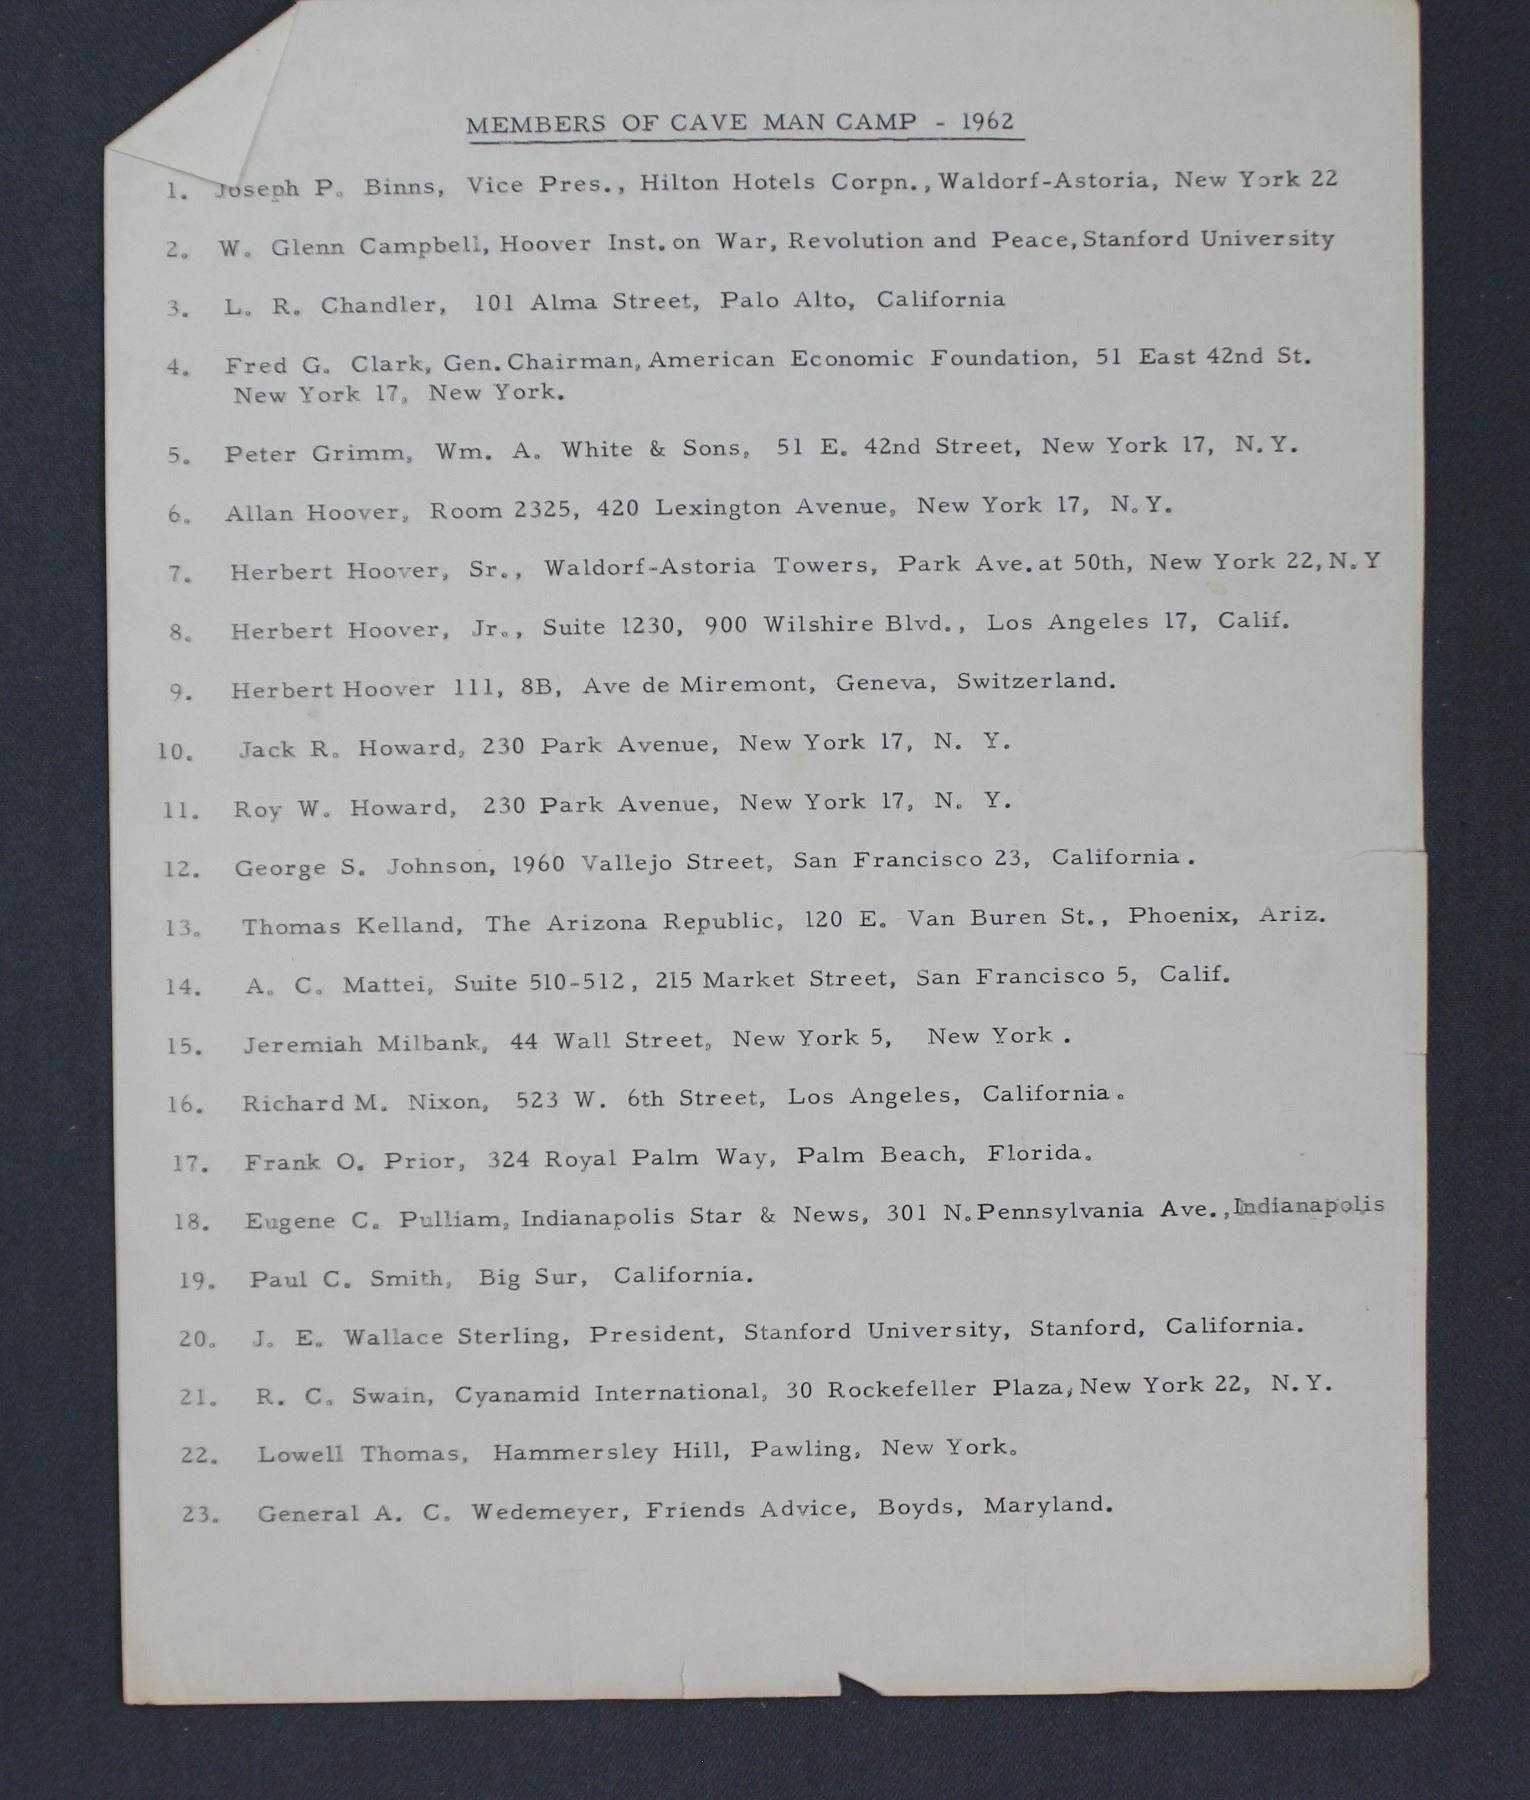 MEMBERS OF CAVE MAN CAMP - 1962
1. Joseph P. Binns, Vice Pres., Hilton Hotels Corpn., Waldorf-Astoria, New York 22
2. W. Glenn Campbell, Hoover Inst. on War, Revolution and Peace, Stanford University
3. L. R. Chandler, 101 Alma Street, Palo Alto, California
4. Fred G. Clark, Gen. Chairman, American Economic Foundation, 51 East 42nd St.
New York 17, New York.
5. Peter Grimm, Wm. A. White & Sons, 51 E. 42nd Street, New York 17, N. Y.
6. Allan Hoover, Room 2325, 420 Lexington Avenue, New York 17, N. Y.
7. Herbert Hoover, Sr., Waldorf-Astoria Towers, Park Ave. at 50th, New York 22, N. Y
8. Herbert Hoover, Jr., Suite 1230, 900 Wilshire Blvd., Los Angeles 17, Calif.
9. Herbert Hoover 111, 8B, Ave de Miremont, Geneva, Switzerland.
10. Jack R. Howard, 230 Park Avenue, New York 17, N. Y.
11. Roy W. Howard, 230 Park Avenue, New York 17, N. Y.
12. George S. Johnson, 1960 Vallejo Street, San Francisco 23, California.
13. Thomas Kelland, The Arizona Republic, 120 E. Van Buren St., Phoenix, Ariz.
14. A. C. Mattei, Suite 510-512, 215 Market Street, San Francisco 5, Calif.
15. Jeremiah Milbank, 44 Wall Street, New York 5, New York.
16. Richard M. Nixon, 523 W. 6th Street, Los Angeles, California.
17. Frank O. Prior, 324 Royal Palm Way, Palm Beach, Florida.
18. Eugene C. Pulliam, Indianapolis Star & News, 301 N. Pennsylvania Ave., Indianapolis
19. Paul C. Smith, Big Sur, California.
20. J. E. Wallace Sterling, President, Stanford University, Stanford, California.
21. R. C. Swain, Cyanamid International, 30 Rockefeller Plaza, New York 22, N. Y.
22. Lowell Thomas, Hammersley Hill, Pawling, New York.
23. General A. C. Wedemeyer, Friends Advice, Boyds, Maryland.